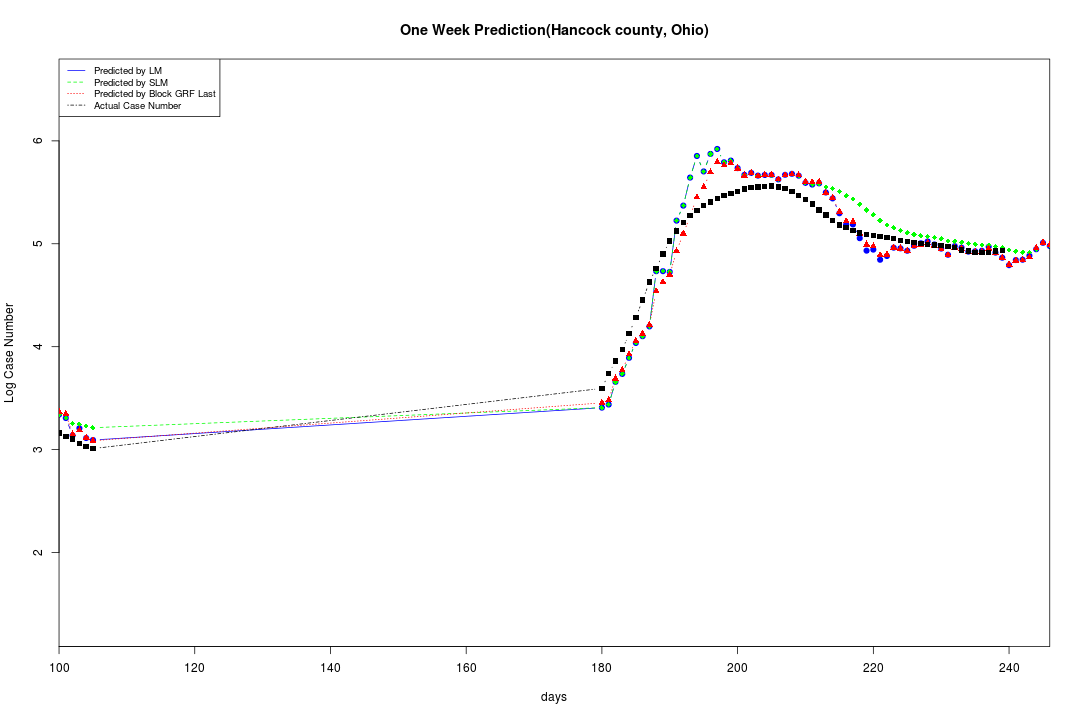 One Week Prediction(Hancock county, Ohio)
Predicted by LM
Predicted by SLM
Predicted by Block GRF Last
Actual Case Number
6
5
4
3
2
Log Case Number
100 120 140 160 180 200 220 240
days